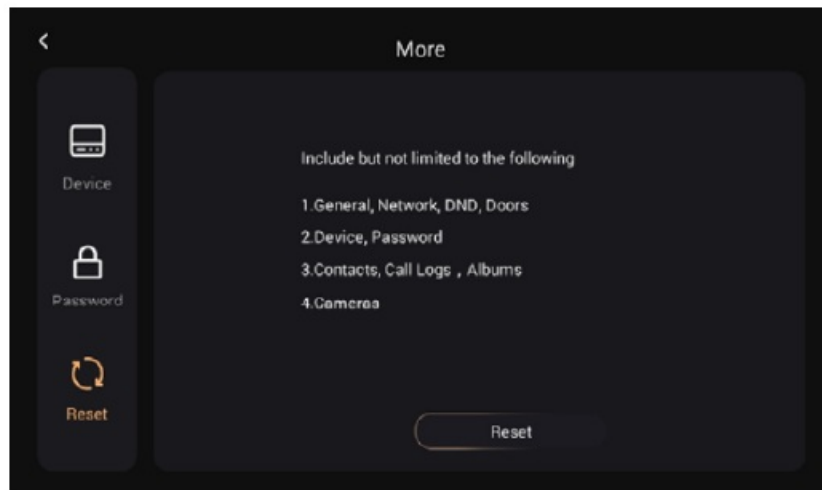 More
Device
Password
Reset
Include but not limited to the following
1.General, Network, DND, Doors
2.Device, Password
3.Contacts, Call Logs , Albums
4.Cameras
Reset